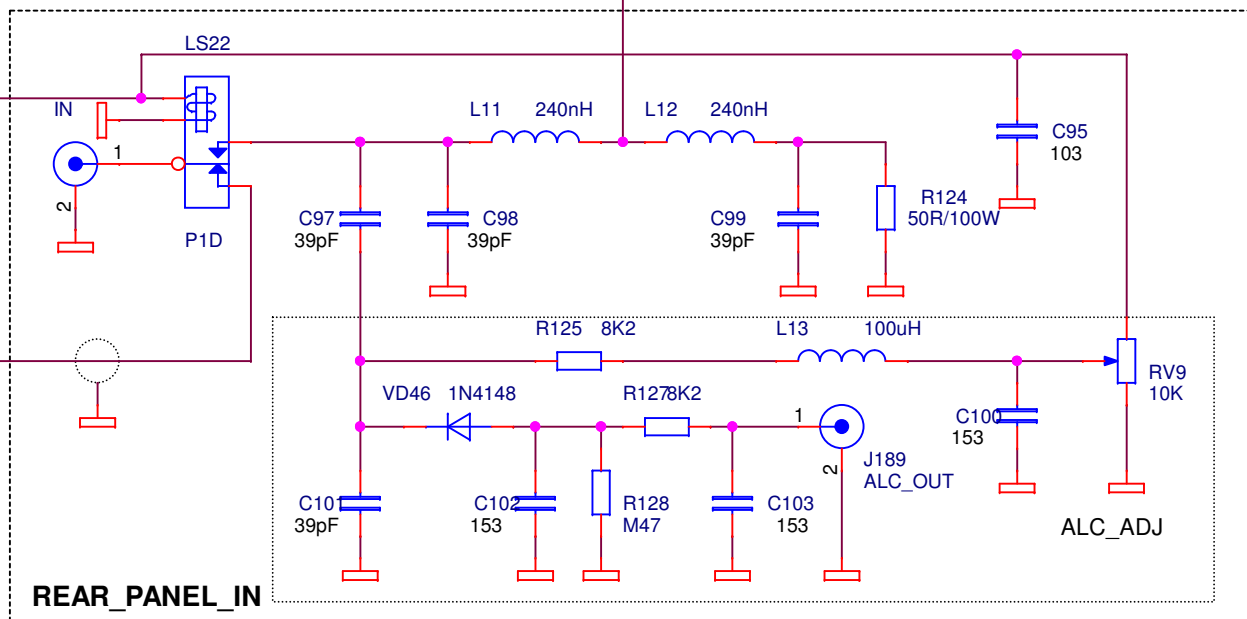 LS22
IN
1
2
P1D
L11 240nH
L12 240nH
C95
103
C97
39pF
C98
39pF
C99
39pF
R124
50R/100W
R125 8K2
L13 100uH
RV9
10K
VD46 1N4148
R127 8K2
1
2
J189
ALC_OUT
C100
153
C101
39pF
C102
153
R128
M47
C103
153
ALC_ADJ
REAR_PANEL_IN